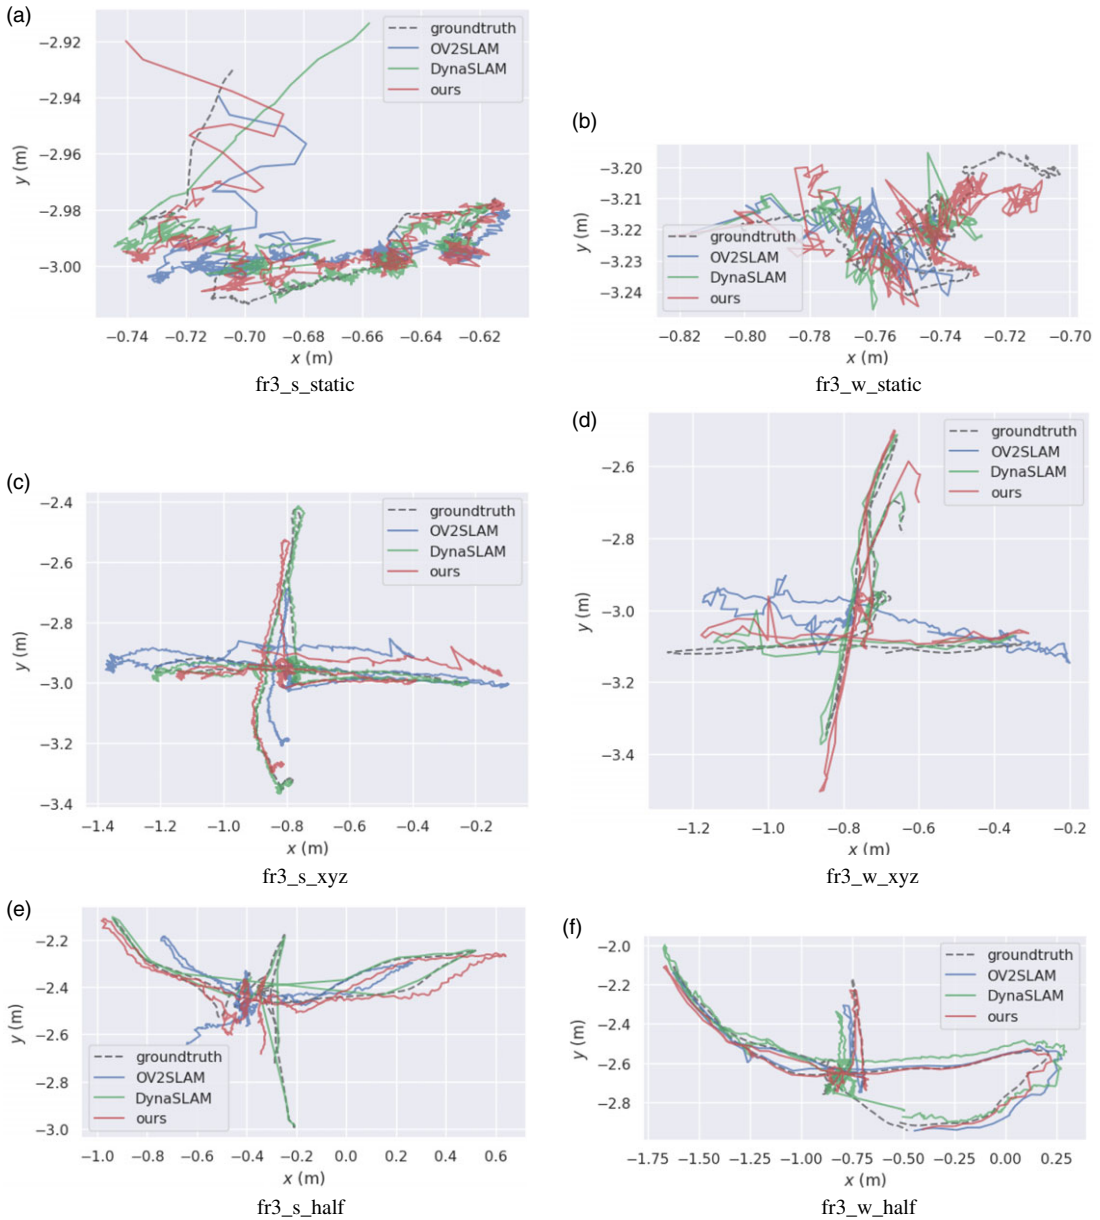 (a)
groundtruth
OV2SLAM
DynaSLAM
ours
y (m)
−2.92
−2.94
−2.96
−2.98
−3.00
−0.74 −0.72 −0.70 −0.68 −0.66 −0.64 −0.62
x (m)
fr3_s_static
(b)
groundtruth
OV2SLAM
DynaSLAM
ours
y (m)
−3.20
−3.21
−3.22
−3.23
−3.24
−0.82 −0.80 −0.78 −0.76 −0.74 −0.72 −0.70
x (m)
fr3_w_static
(c)
groundtruth
OV2SLAM
DynaSLAM
ours
y (m)
−2.4
−2.6
−2.8
−3.0
−3.2
−3.4
−1.4 −1.2 −1.0 −0.8 −0.6 −0.4 −0.2
x (m)
fr3_s_xyz
(d)
groundtruth
OV2SLAM
DynaSLAM
ours
y (m)
−2.6
−2.8
−3.0
−3.2
−3.4
−1.2 −1.0 −0.8 −0.6 −0.4 −0.2
x (m)
fr3_w_xyz
(e)
groundtruth
OV2SLAM
DynaSLAM
ours
y (m)
−2.2
−2.4
−2.6
−2.8
−3.0
−1.0 −0.8 −0.6 −0.4 −0.2 0.0 0.2 0.4 0.6
x (m)
fr3_s_half
(f)
groundtruth
OV2SLAM
DynaSLAM
ours
y (m)
−2.0
−2.2
−2.4
−2.6
−2.8
−1.75 −1.50 −1.25 −1.00 −0.75 −0.50 −0.25 0.00 0.25
x (m)
fr3_w_half